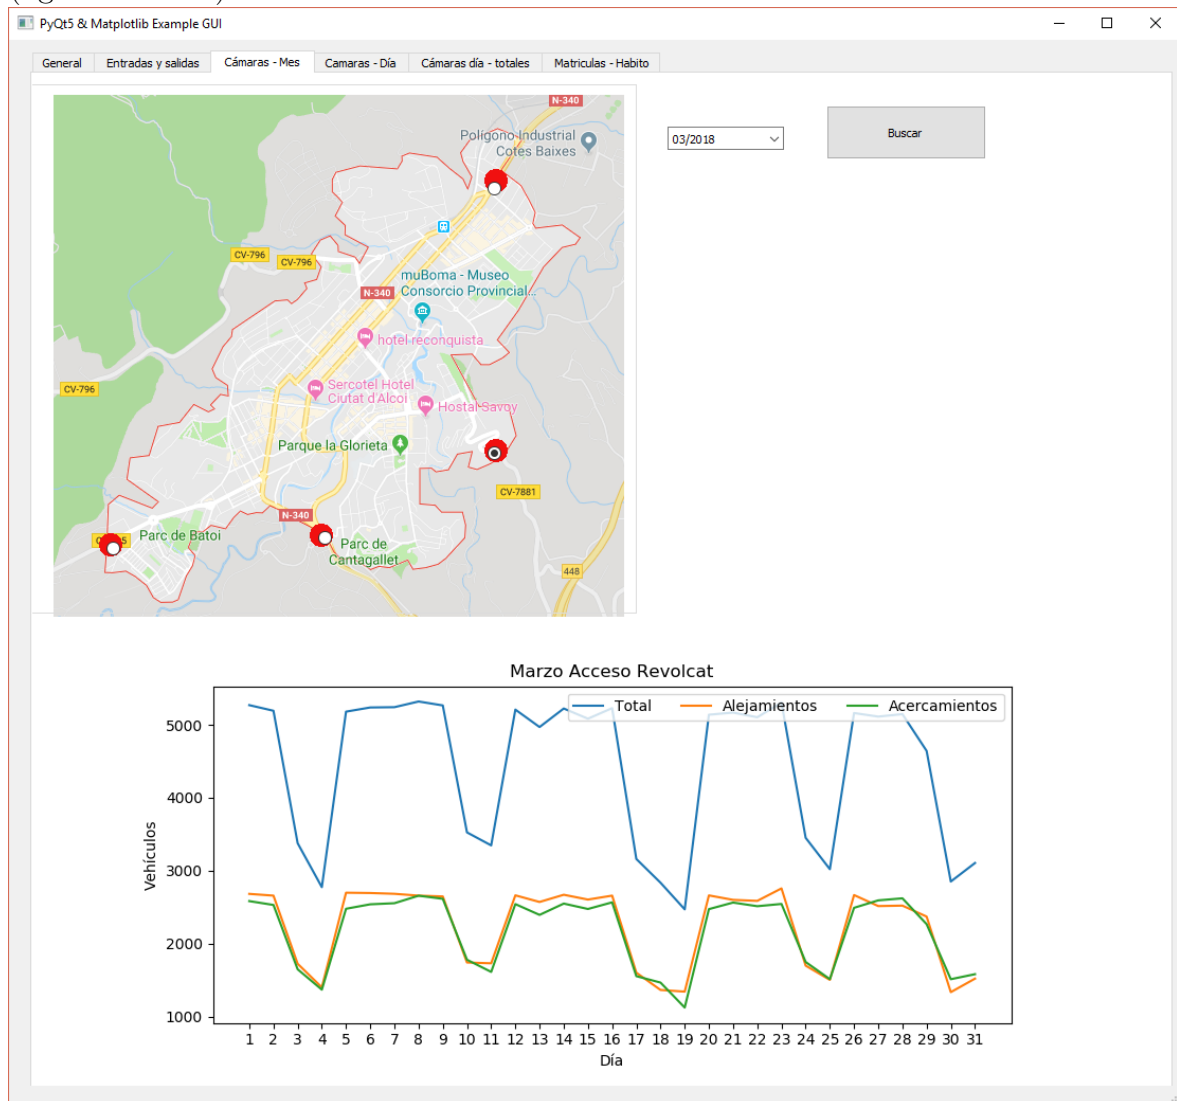 PyQt5 & Matplotlib Example GUI
General Entradas y salidas Cámaras - Mes Camaras - Día Cámaras día - totales Matriculas - Habito
N-340
Polígono Industrial
Cotes Baixes
03/2018
Buscar
CV-796
CV-796
muBoma - Museo
Consorcio Provincial...
N-340
hotel reconquista
CV-796
Sercotel Hotel
Ciutat d'Alcoi
Hostal Savoy
Parque la Glorieta
CV-7881
N-340
Parc de Batoi
Parc de
Cantagallet
448
Marzo Acceso Revolcat
Total Alejamientos Acercamientos
5000
4000
3000
2000
1000
Vehículos
1 2 3 4 5 6 7 8 9 10 11 12 13 14 15 16 17 18 19 20 21 22 23 24 25 26 27 28 29 30 31
Día